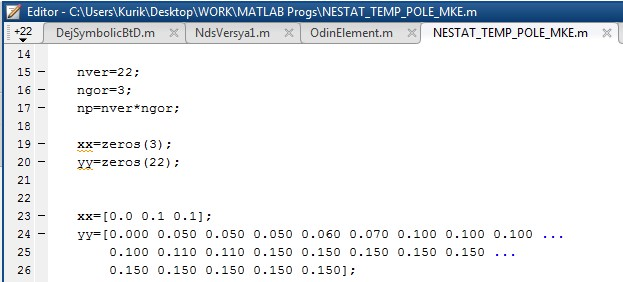 Editor - C:\Users\Kurik\Desktop\WORK\MATLAB Progs\NESTAT_TEMP_POLE_MKE.m
+22 DejSymbolicBtD.m × NdsVersya1.m × OdinElement.m × NESTAT_TEMP_POLE_MKE.m ×
14
15 - nver=22;
16 - ngor=3;
17 - np=nver*ngor;
18
19 - xx=zeros(3);
20 - yy=zeros(22);
21
22
23 - xx=[0.0 0.1 0.1];
24 - yy=[0.000 0.050 0.050 0.050 0.060 0.070 0.100 0.100 0.100 ...
25 0.100 0.110 0.110 0.150 0.150 0.150 0.150 0.150 ...
26 0.150 0.150 0.150 0.150 0.150];